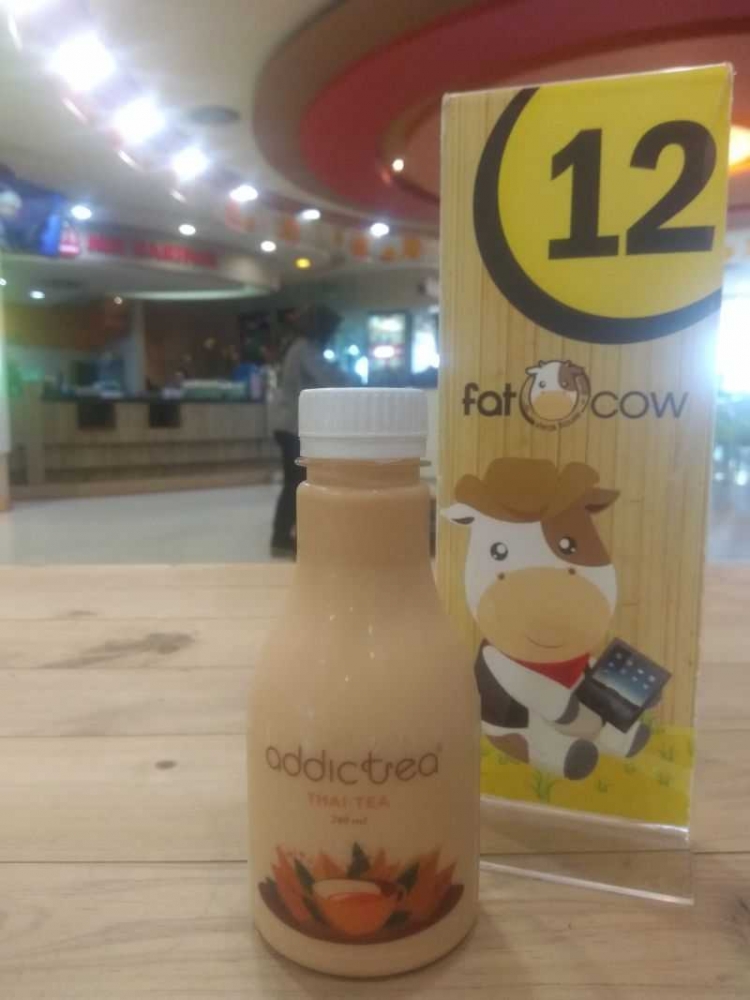 12
fat cow
addictea
THAI TEA